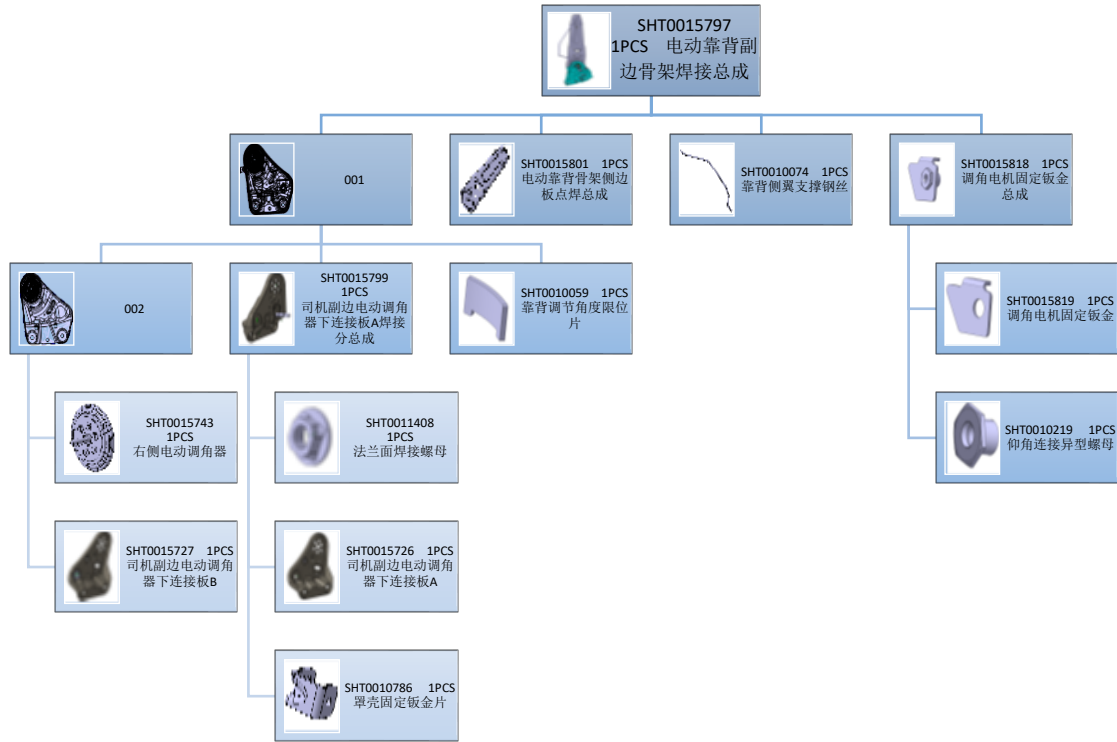 SHT0015797
1PCS 电动靠背副
边骨架焊接总成
001
SHT0015801 1PCS
电动靠背骨架侧边
板点焊总成
SHT0010074 1PCS
靠背侧翼支撑钢丝
SHT0015818 1PCS
调角电机固定钣金
总成
002
SHT0015799
1PCS
司机副边电动调角
器下连接板A焊接
分总成
SHT0010059 1PCS
靠背调节角度限位
片
SHT0015819 1PCS
调角电机固定钣金
SHT0015743
1PCS
右侧电动调角器
SHT0011408
1PCS
法兰面焊接螺母
SHT0010219 1PCS
仰角连接异型螺母
SHT0015727 1PCS
司机副边电动调角
器下连接板B
SHT0015726 1PCS
司机副边电动调角
器下连接板A
SHT0010786 1PCS
罩壳固定钣金片